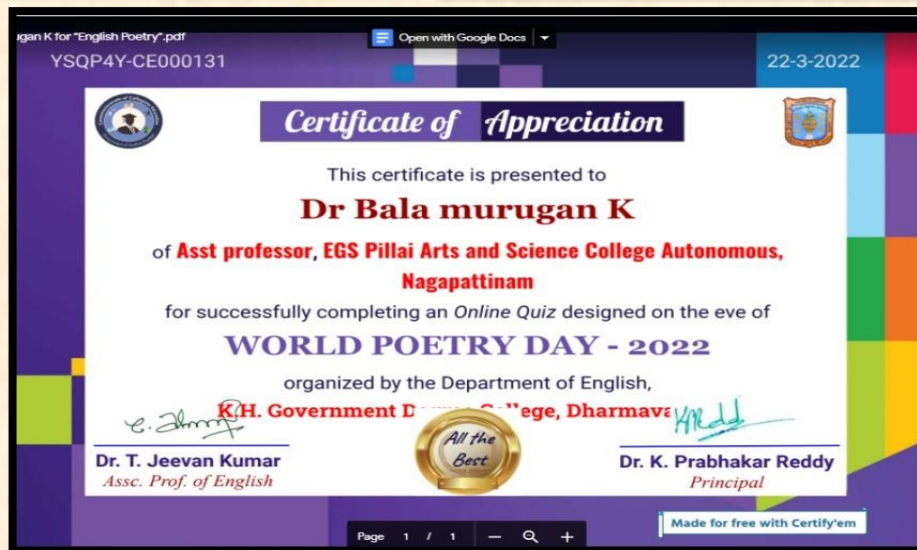 ugan K for "English Poetry".pdf
Open with Google Docs
YSQP4Y-CE000131
22-3-2022
Certificate of Appreciation
This certificate is presented to
Dr Bala murugan K
of Asst professor, EGS Pillai Arts and Science College Autonomous,
Nagapattinam
for successfully completing an Online Quiz designed on the eve of
WORLD POETRY DAY - 2022
organized by the Department of English,
K.H. Government College, Dharmava
All the
Best
Dr. T. Jeevan Kumar
Assc. Prof. of English
Dr. K. Prabhakar Reddy
Principal
Made for free with Certify'em
Page 1 / 1